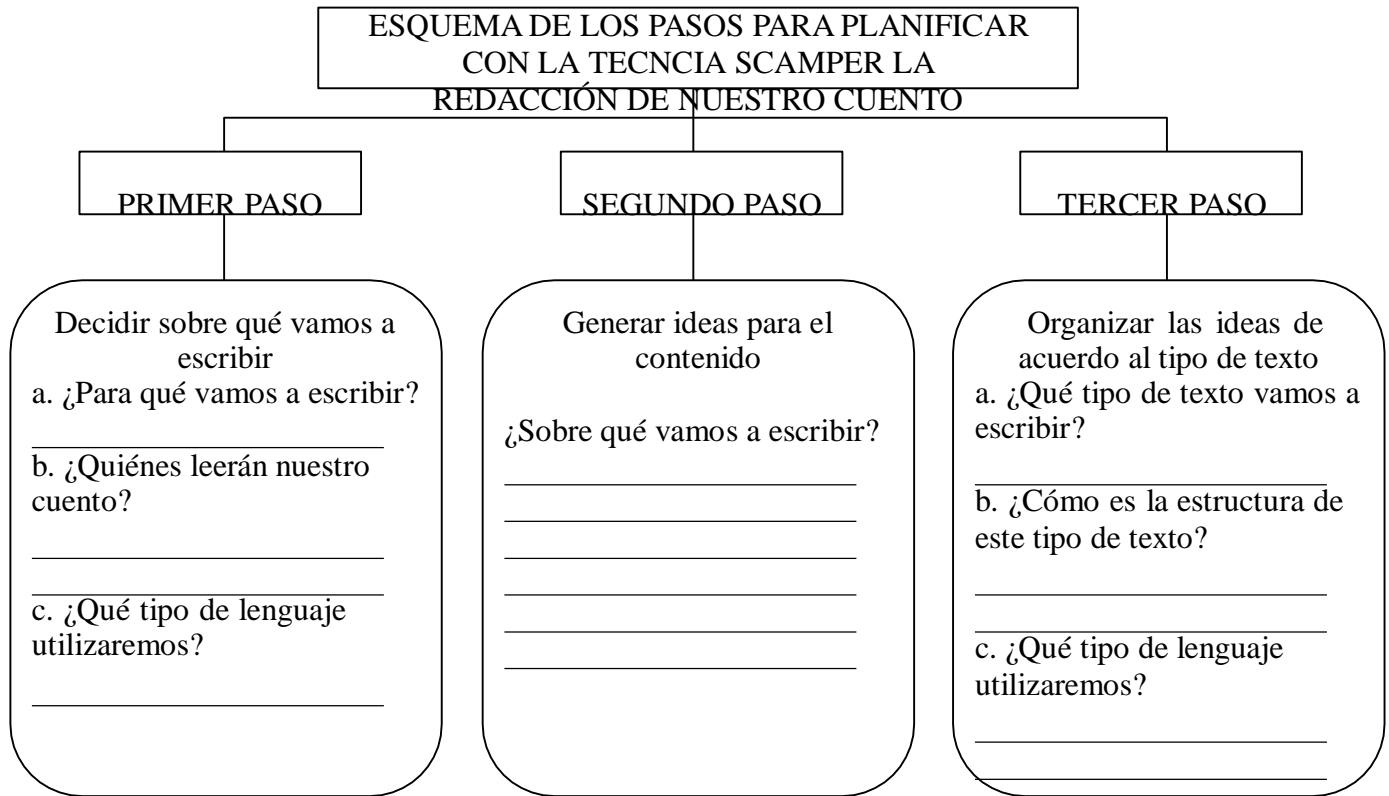 ESQUEMA DE LOS PASOS PARA PLANIFICAR
CON LA TECNCIA SCAMPER LA
REDACCIÓN DE NUESTRO CUENTO
PRIMER PASO
SEGUNDO PASO
TERCER PASO
Decidir sobre qué vamos a
escribir
a. ¿Para qué vamos a escribir?
b. ¿Quiénes leerán nuestro
cuento?
c. ¿Qué tipo de lenguaje
utilizaremos?
Generar ideas para el
contenido
¿Sobre qué vamos a escribir?
Organizar las ideas de
acuerdo al tipo de texto
a. ¿Qué tipo de texto vamos a
escribir?
b. ¿Cómo es la estructura de
este tipo de texto?
c. ¿Qué tipo de lenguaje
utilizaremos?